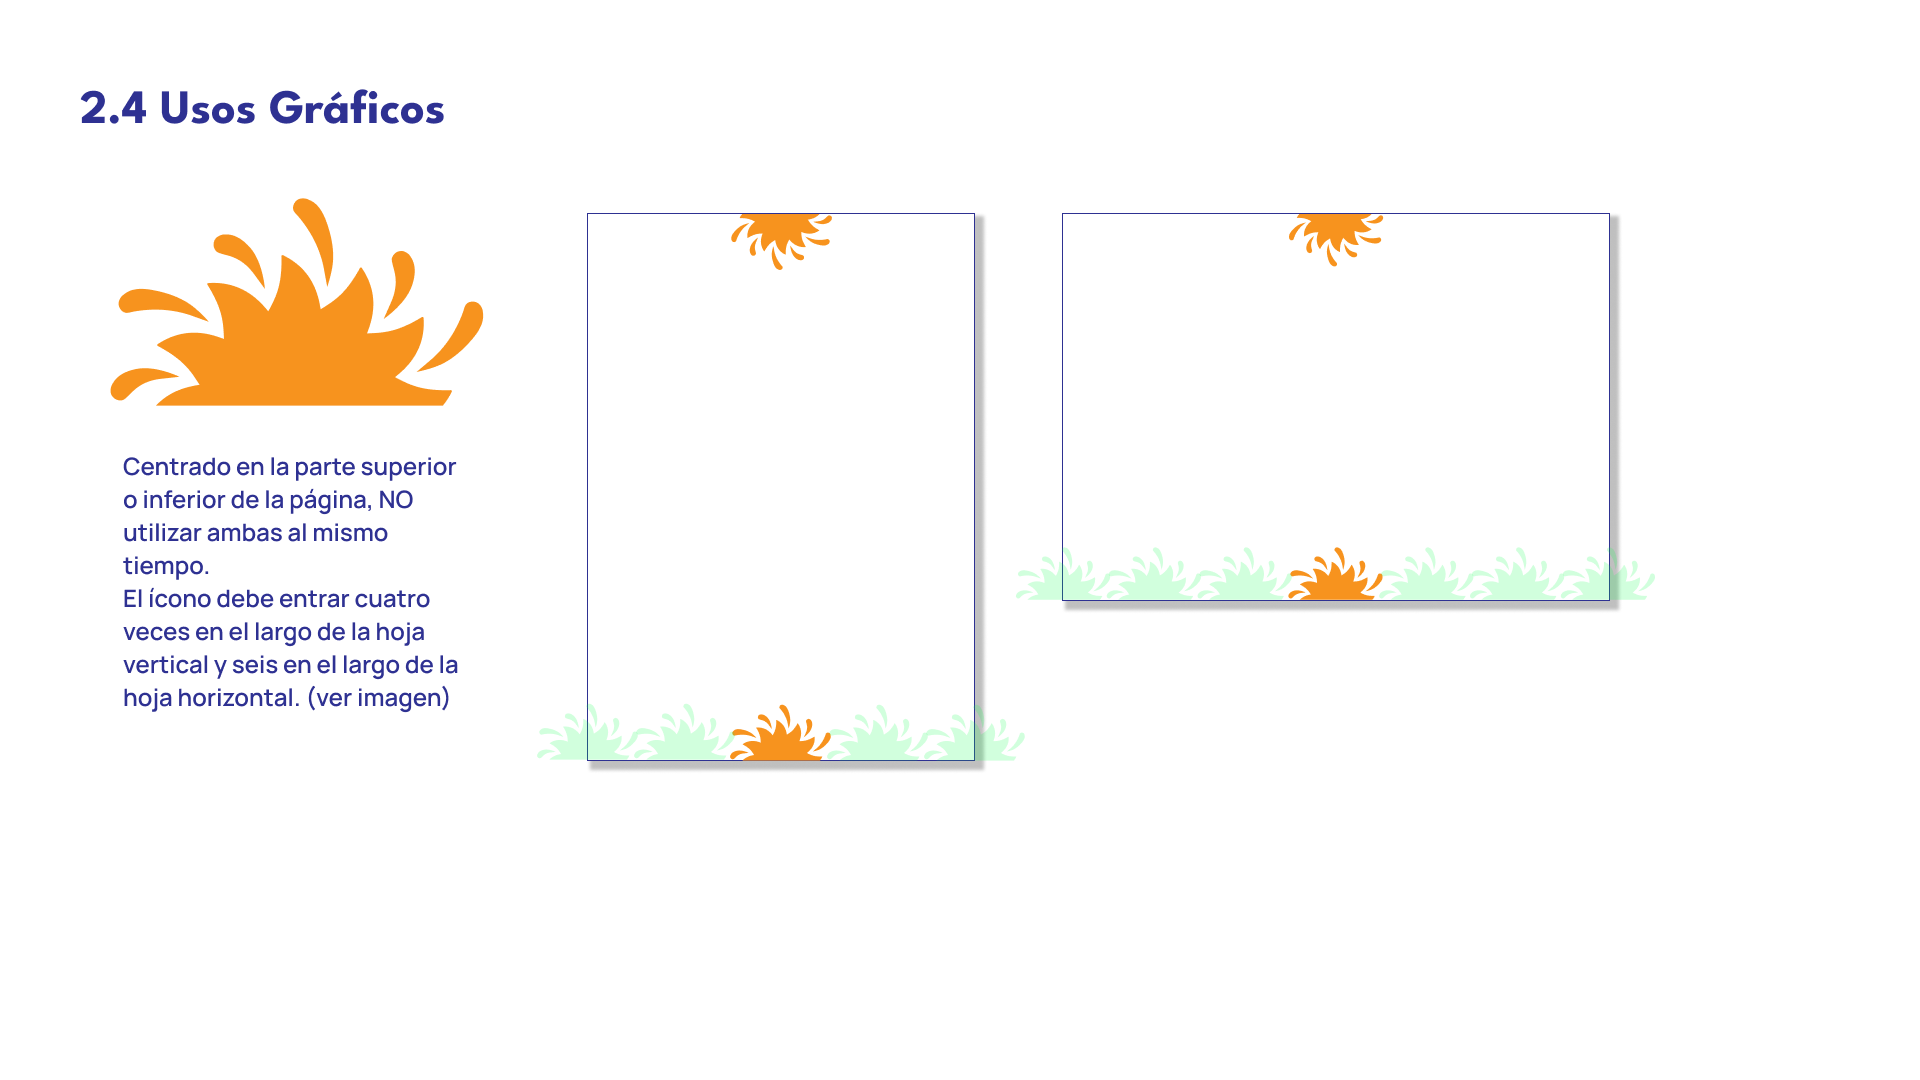 2.4 Usos Gráficos
Centrado en la parte superior
o inferior de la página, NO
utilizar ambas al mismo
tiempo.
El ícono debe entrar cuatro
veces en el largo de la hoja
vertical y seis en el largo de la
hoja horizontal. (ver imagen)